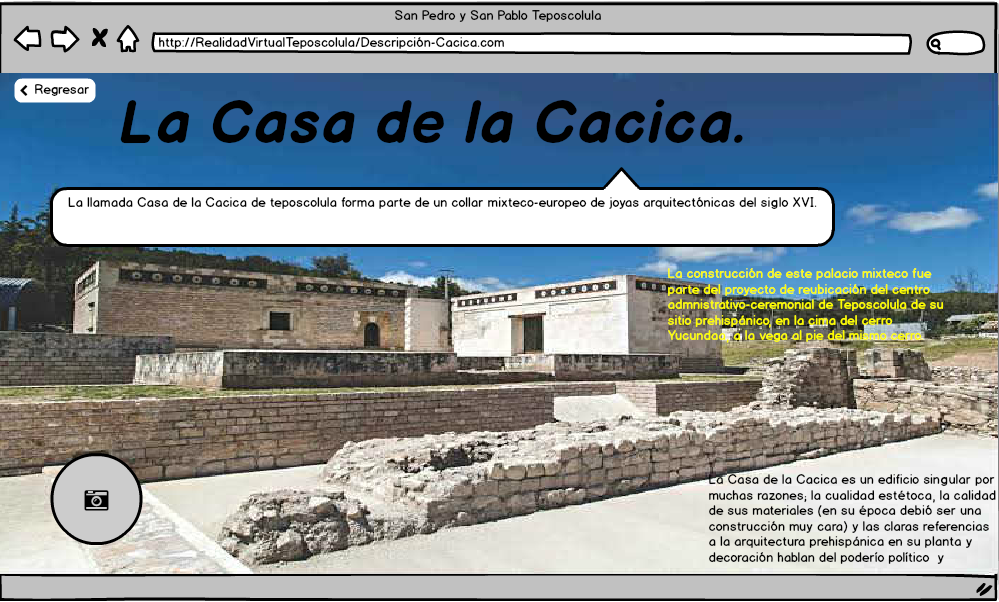 San Pedro y San Pablo Teposcolula
http://RealidadVirtualTeposcolula/Descripción-Cacica.com
Regresar
La Casa de la Cacica.
La llamada Casa de la Cacica de teposcolula forma parte de un collar mixteco-europeo de joyas arquitectónicas del siglo XVI.
La construcción de este palacio mixteco fue
parte del proyecto de reubicación del centro
admnistrativo-ceremonial de Teposcolula de su
sitio prehispánico, en la cima del cerro
Yucundaa, a la vega al pie del mismo cerro.
La Casa de la Cacica es un edificio singular por
muchas razones; la cualidad estétoca, la calidad
de sus materiales (en su época debió ser una
construcción muy cara) y las claras referencias
a la arquitectura prehispánica en su planta y
decoración hablan del poderío político y